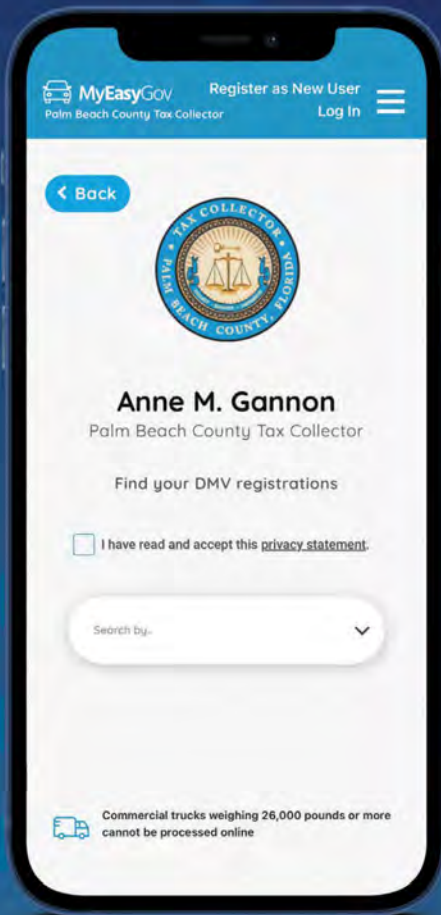 MyEasyGov
Register as New User
Palm Beach County Tax Collector
Log In
Back
TAX COLLECTOR
PALM BEACH COUNTY, FLORIDA
Anne M. Gannon
Palm Beach County Tax Collector
Find your DMV registrations
I have read and accept this privacy statement.
Search by..
Commercial trucks weighing 26,000 pounds or more
cannot be processed online